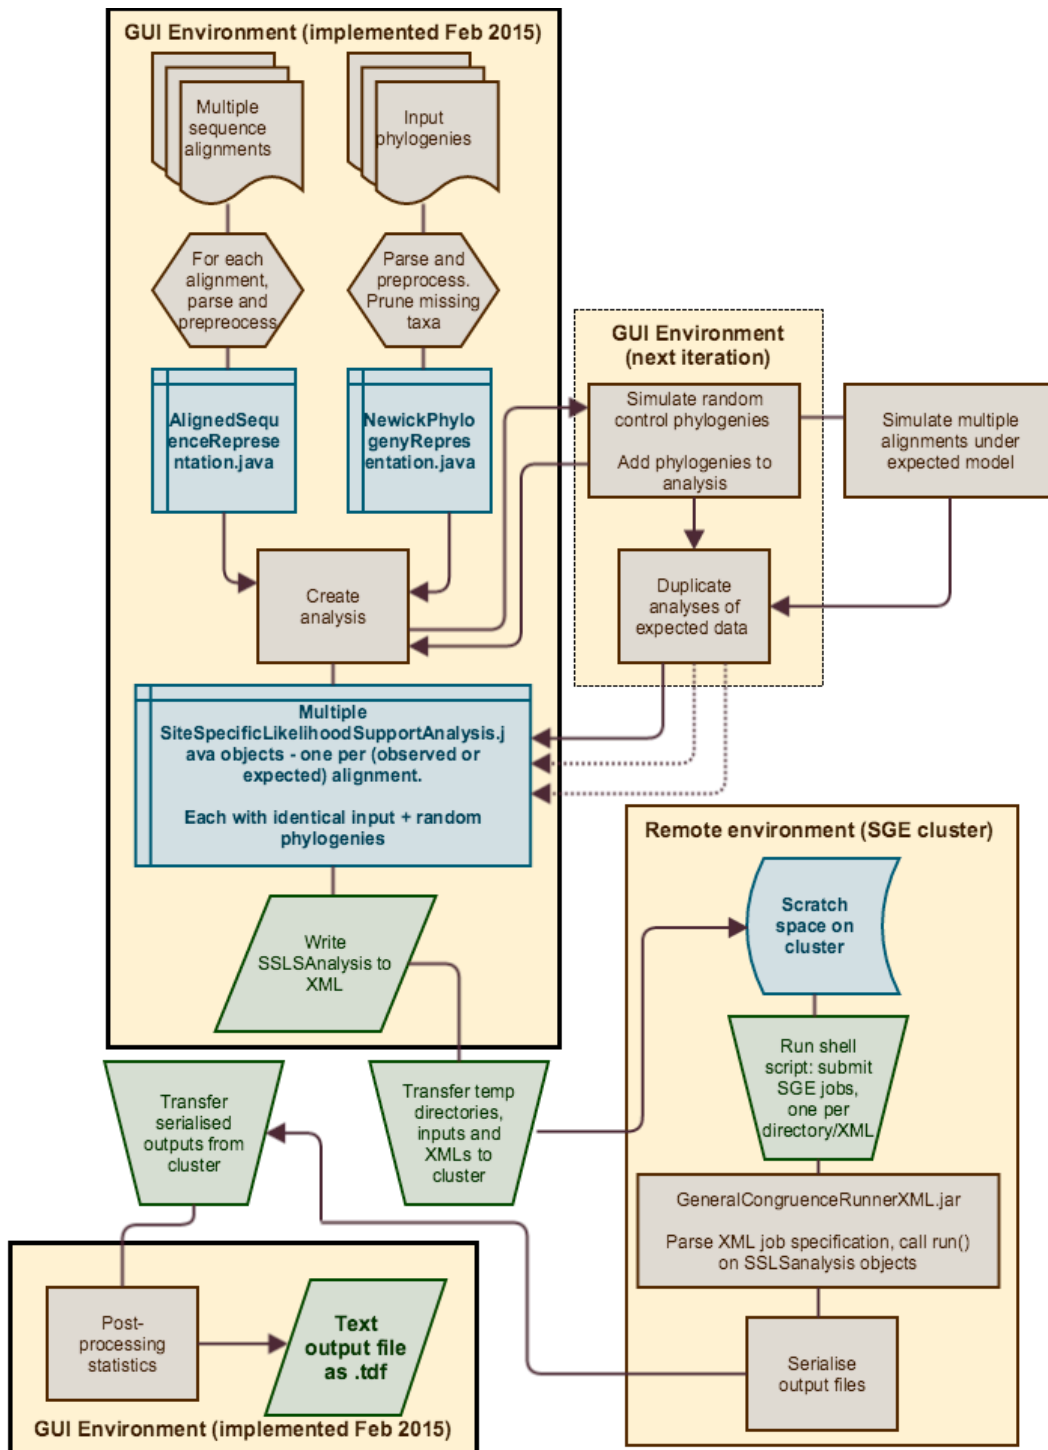 GUI Environment (implemented Feb 2015)
Multiple
sequence
alignments
Input
phylogenies
For each
alignment,
parse and
prepreocess
Parse and
preprocess.
Prune missing
taxa
AlignedSequ
enceReprese
ntation.java
NewickPhylo
genyRepres
entation.java
GUI Environment
(next iteration)
Simulate random
control phylogenies
Add phylogenies to
analysis
Simulate multiple
alignments under
expected model
Create
analysis
Duplicate
analyses of
expected data
Multiple
SiteSpecificLikelihoodSupportAnalysis.j
ava objects - one per (observed or
expected) alignment.
Each with identical input + random
phylogenies
Write
SSLSAnalysis to
XML
Remote environment (SGE cluster)
Scratch
space on
cluster
Run shell
script: submit
SGE jobs,
one per
directory/XML
Transfer
serialised
outputs from
cluster
Transfer temp
directories,
inputs and
XMLs to
cluster
GeneralCongruenceRunnerXML.jar
Parse XML job specification, call run()
on SSLSanalysis objects
Serialise
output files
Post-
processing
statistics
Text
output file
as .tdf
GUI Environment (implemented Feb 2015)